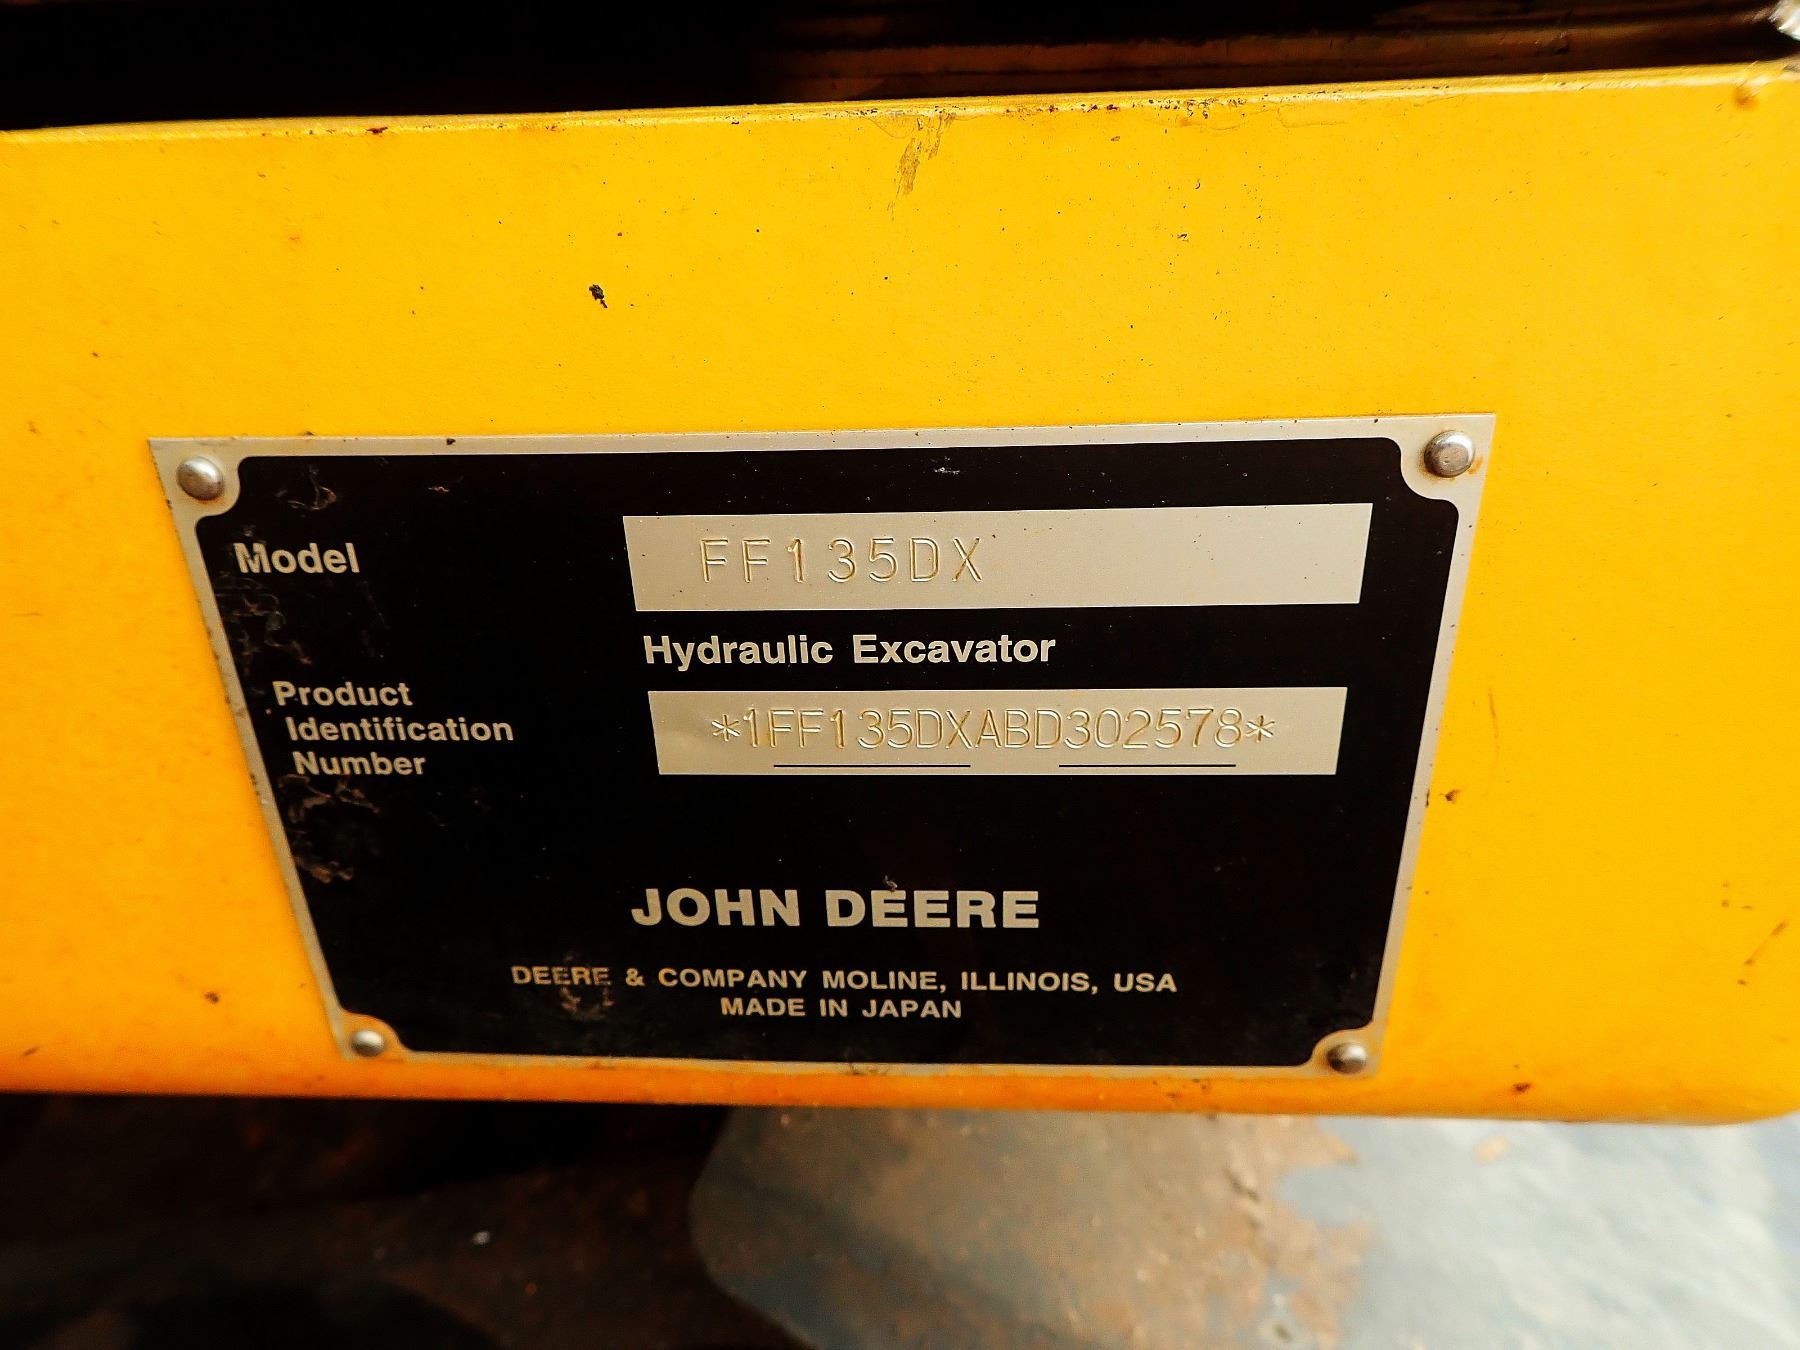 Model FF135DX
Hydraulic Excavator
Product
Identification
Number *1FF135DXABD302578*
JOHN DEERE
DEERE & COMPANY MOLINE, ILLINOIS, USA
MADE IN JAPAN